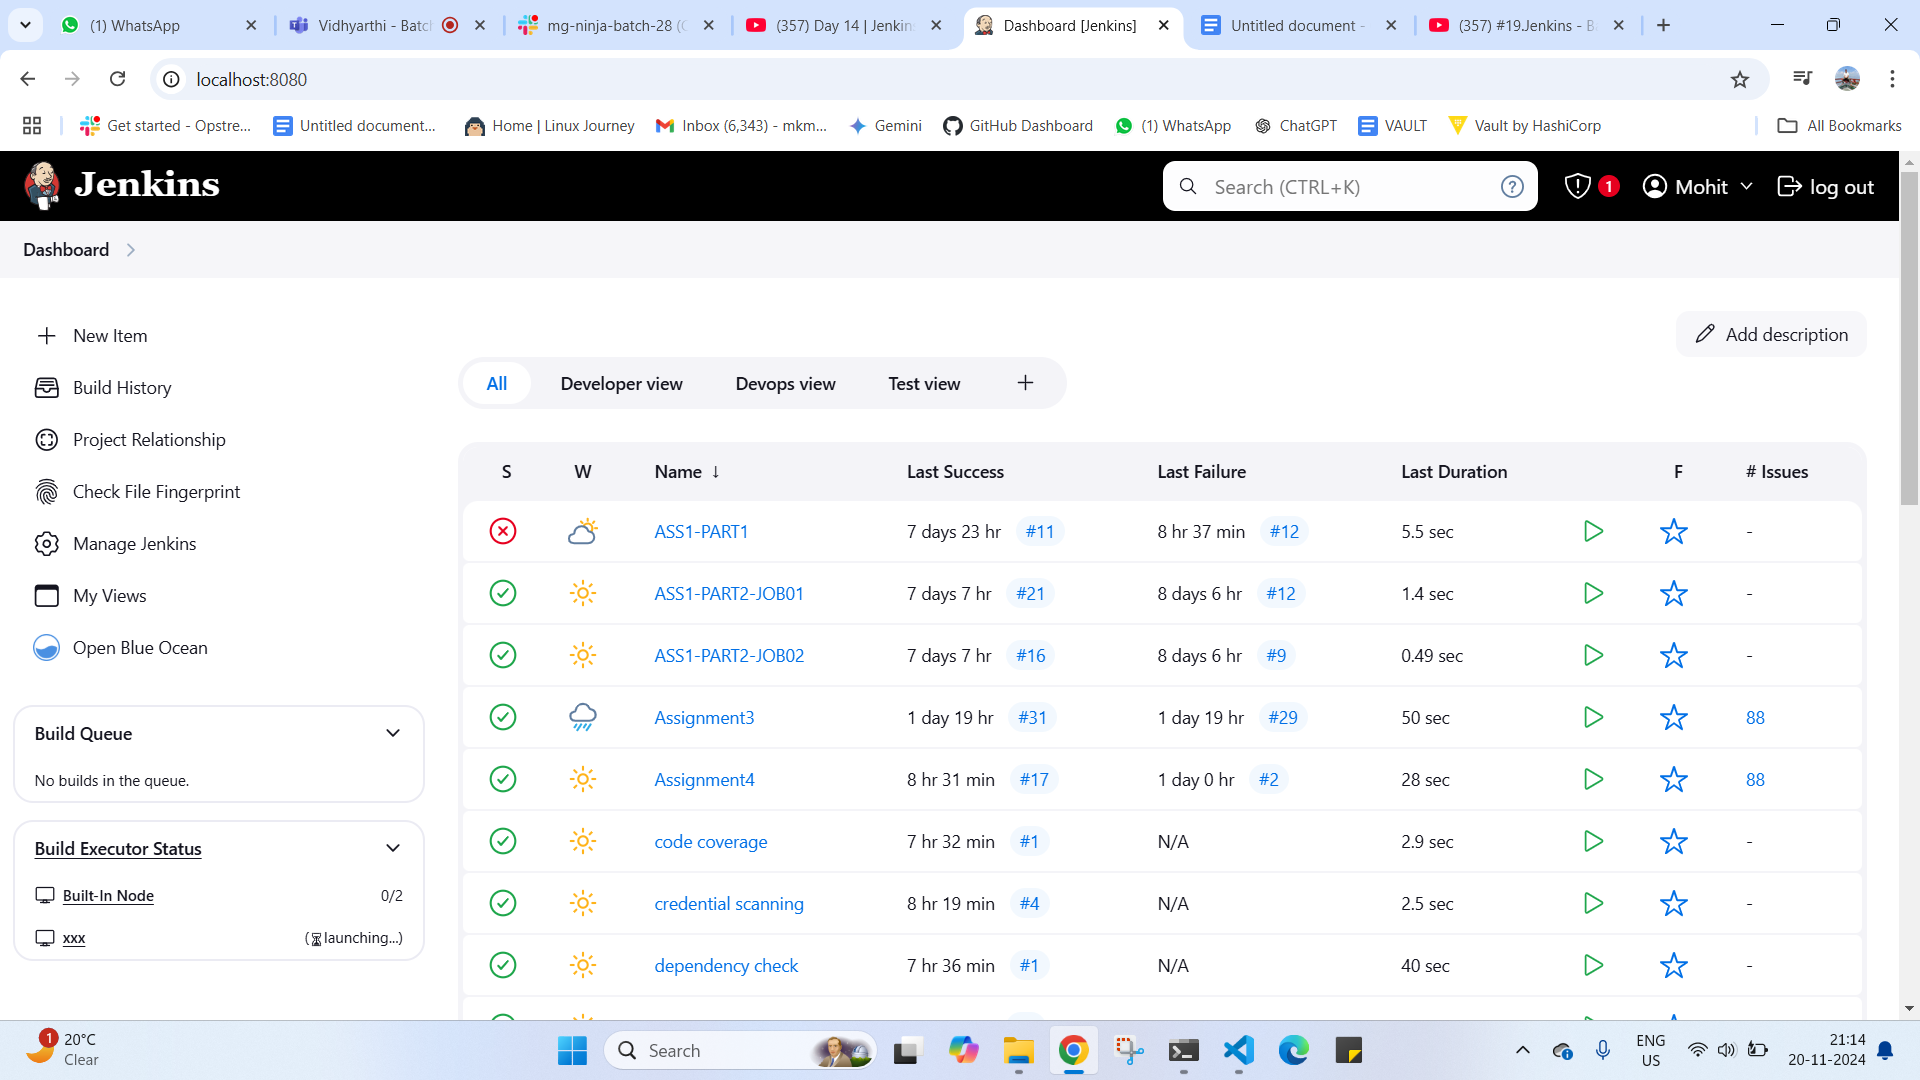 (1) WhatsApp
Vidhyarthi - Batch
mg-ninja-batch-28 (C
(357) Day 14 | Jenkins
Dashboard [Jenkins]
Untitled document -
(357) #19.Jenkins - B
localhost:8080
Get started - Opstre...
Untitled document...
Home | Linux Journey
Inbox (6,343) - mkm...
Gemini
GitHub Dashboard
(1) WhatsApp
ChatGPT
VAULT
Vault by HashiCorp
All Bookmarks
Jenkins
Search (CTRL+K)
1
Mohit
log out
Dashboard
New Item
Build History
Project Relationship
Check File Fingerprint
Manage Jenkins
My Views
Open Blue Ocean
Build Queue
No builds in the queue.
Build Executor Status
Built-In Node 0/2
xxx (launching...)
Add description
All Developer view Devops view Test view +
S W Name ↓ Last Success Last Failure Last Duration F # Issues
ASS1-PART1 7 days 23 hr #11 8 hr 37 min #12 5.5 sec -
ASS1-PART2-JOB01 7 days 7 hr #21 8 days 6 hr #12 1.4 sec -
ASS1-PART2-JOB02 7 days 7 hr #16 8 days 6 hr #9 0.49 sec -
Assignment3 1 day 19 hr #31 1 day 19 hr #29 50 sec 88
Assignment4 8 hr 31 min #17 1 day 0 hr #2 28 sec 88
code coverage 7 hr 32 min #1 N/A 2.9 sec -
credential scanning 8 hr 19 min #4 N/A 2.5 sec -
dependency check 7 hr 36 min #1 N/A 40 sec -
1
20°C
Clear
Search
ENG
US
21:14
20-11-2024